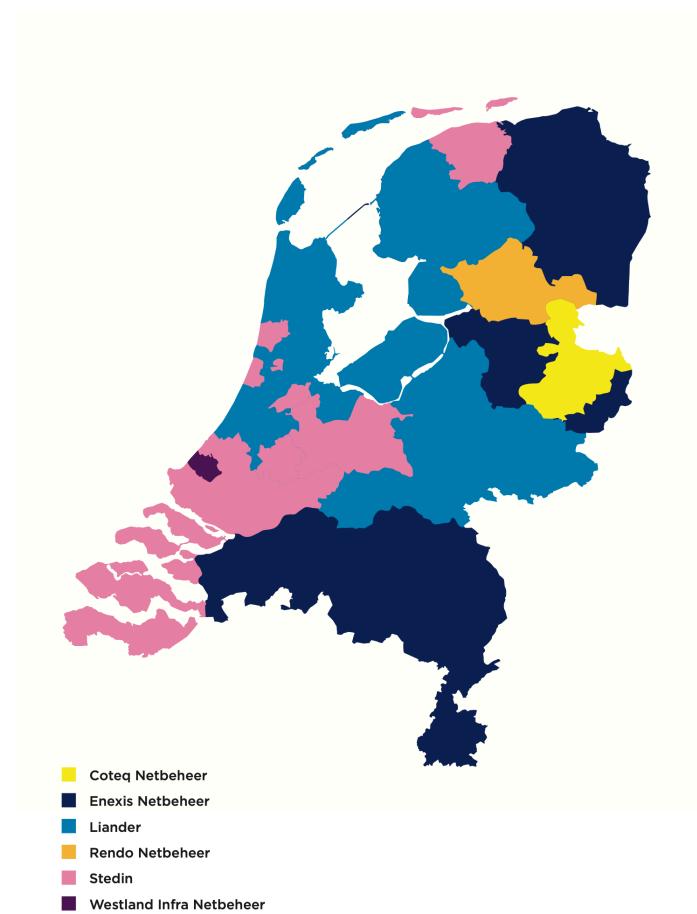 Coteq Netbeheer
Enexis Netbeheer
Liander
Rendo Netbeheer
Stedin
Westland Infra Netbeheer